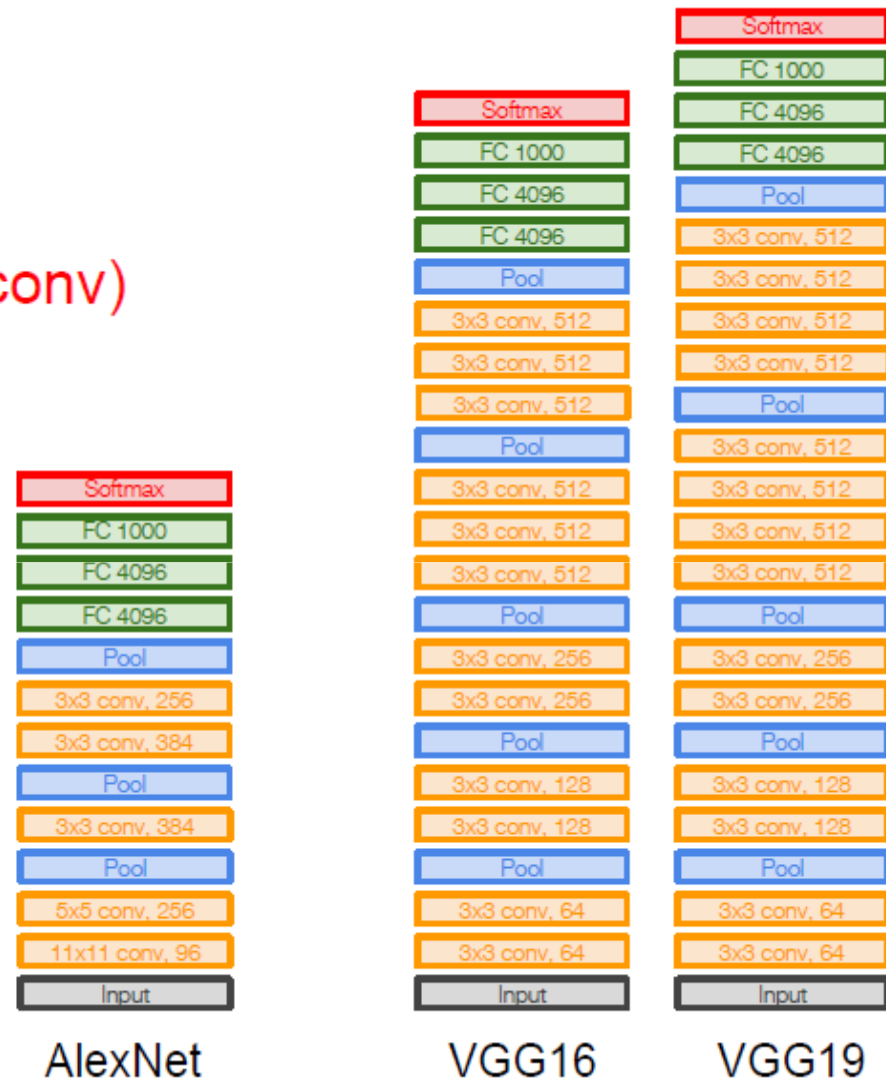 conv)
Softmax
FC 1000
FC 4096
FC 4096
Pool
3x3 conv, 256
3x3 conv, 384
Pool
3x3 conv, 384
Pool
5x5 conv, 256
11x11 conv, 96
Input
AlexNet
Softmax
FC 1000
FC 4096
FC 4096
Pool
3x3 conv, 512
3x3 conv, 512
3x3 conv, 512
Pool
3x3 conv, 512
3x3 conv, 512
3x3 conv, 512
Pool
3x3 conv, 256
3x3 conv, 256
Pool
3x3 conv, 128
3x3 conv, 128
Pool
3x3 conv, 64
3x3 conv, 64
Input
VGG16
Softmax
FC 1000
FC 4096
FC 4096
Pool
3x3 conv, 512
3x3 conv, 512
3x3 conv, 512
3x3 conv, 512
Pool
3x3 conv, 512
3x3 conv, 512
3x3 conv, 512
3x3 conv, 512
Pool
3x3 conv, 256
3x3 conv, 256
Pool
3x3 conv, 128
3x3 conv, 128
Pool
3x3 conv, 64
3x3 conv, 64
Input
VGG19